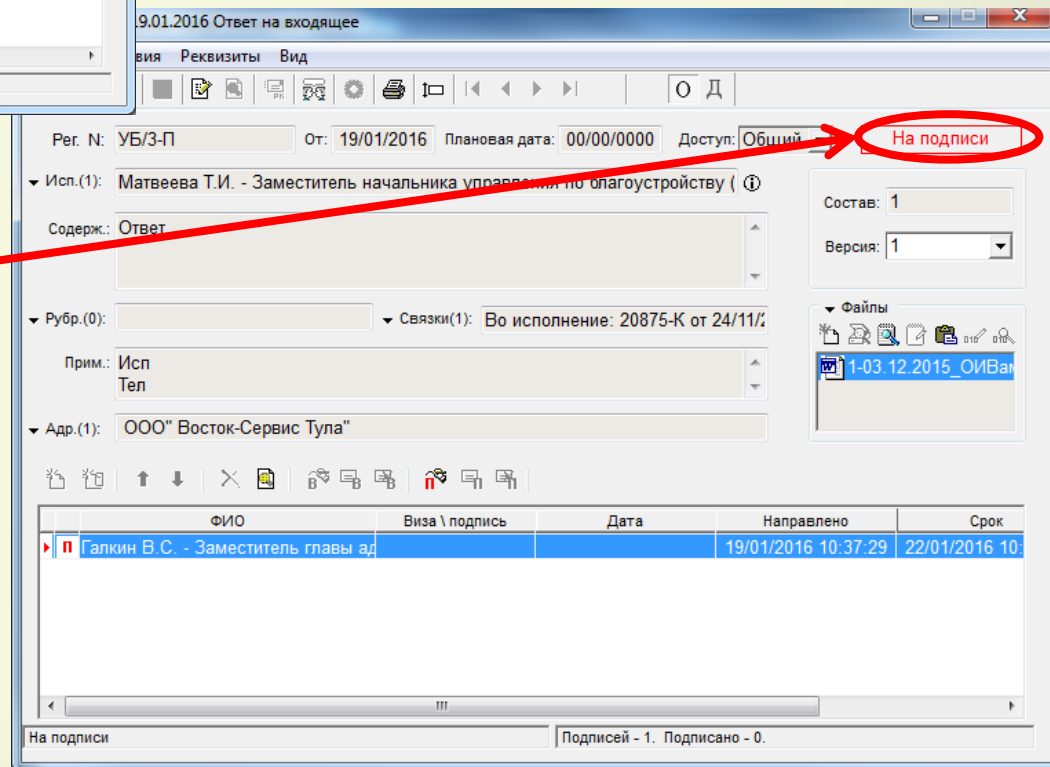 19.01.2016 Ответ на входящее
вия Реквизиты Вид
О Д
Рег. N: УБ/3-П От: 19/01/2016 Плановая дата: 00/00/0000 Доступ: Общий На подписи
Исп.(1): Матвеева Т.И. - Заместитель начальника управления по благоустройству (
Состав: 1
Содерж.: Ответ
Версия: 1
Рубр.(0): Связки(1): Во исполнение: 20875-К от 24/11/2
Файлы
Прим.: Исп
Тел
1-03.12.2015_ОИВам
Адр.(1): ООО" Восток-Сервис Тула"
ФИО Виза \ подпись Дата Направлено Срок
П Галкин В.С. - Заместитель главы ад 19/01/2016 10:37:29 22/01/2016 10:
На подписи Подписей - 1. Подписано - 0.